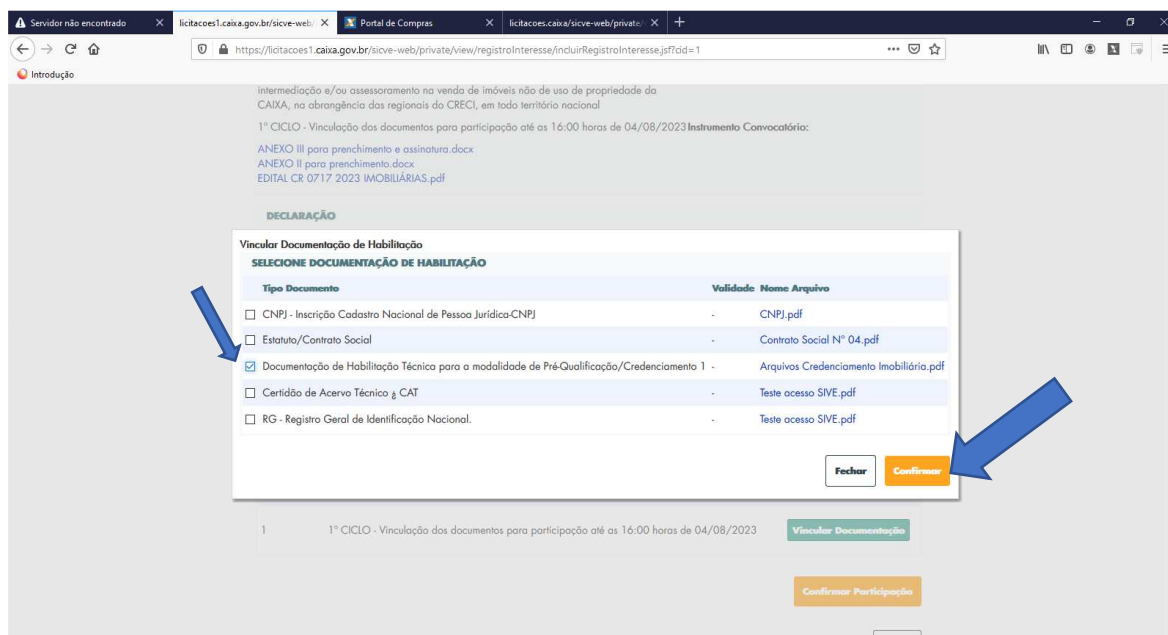 Servidor não encontrado
licitacoes1.caixa.gov.br/sicve-web/
Portal de Compras
licitacoes.caixa/sicve-web/private/
https://licitacoes1.caixa.gov.br/sicve-web/private/view/registroInteresse/incluirRegistroInteresse.jsf?cid=1
Introdução
intermediação e/ou assessoramento na venda de imóveis não de uso de propriedade da
CAIXA, na abrangência das regionais do CRECI, em todo território nacional
1º CICLO - Vinculação dos documentos para participação até as 16:00 horas de 04/08/2023 Instrumento Convocatório:
ANEXO III para prenchimento e assinatura.docx
ANEXO II para prenchimento.docx
EDITAL CR 0717 2023 IMOBILIÁRIAS.pdf
DECLARAÇÃO
Vincular Documentação de Habilitação
SELECIONE DOCUMENTAÇÃO DE HABILITAÇÃO
Tipo Documento Validade Nome Arquivo
CNPJ - Inscrição Cadastro Nacional de Pessoa Jurídica-CNPJ - CNPJ.pdf
Estatuto/Contrato Social - Contrato Social Nº 04.pdf
Documentação de Habilitação Técnica para a modalidade de Pré-Qualificação/Credenciamento 1 - Arquivos Credenciamento Imobiliária.pdf
Certidão de Acervo Técnico ¿ CAT - Teste acesso SIVE.pdf
RG - Registro Geral de Identificação Nacional. - Teste acesso SIVE.pdf
Fechar Confirmar
1 1º CICLO - Vinculação dos documentos para participação até as 16:00 horas de 04/08/2023 Vincular Documentação
Confirmar Participação